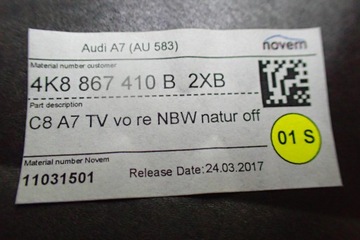 Audi A7 (AU 583)
novem
Material number customer
4K8 867 410 B 2XB
Part description
C8 A7 TV vo re NBW natur off
01 S
Material number Novem
11031501
Release Date:24.03.2017